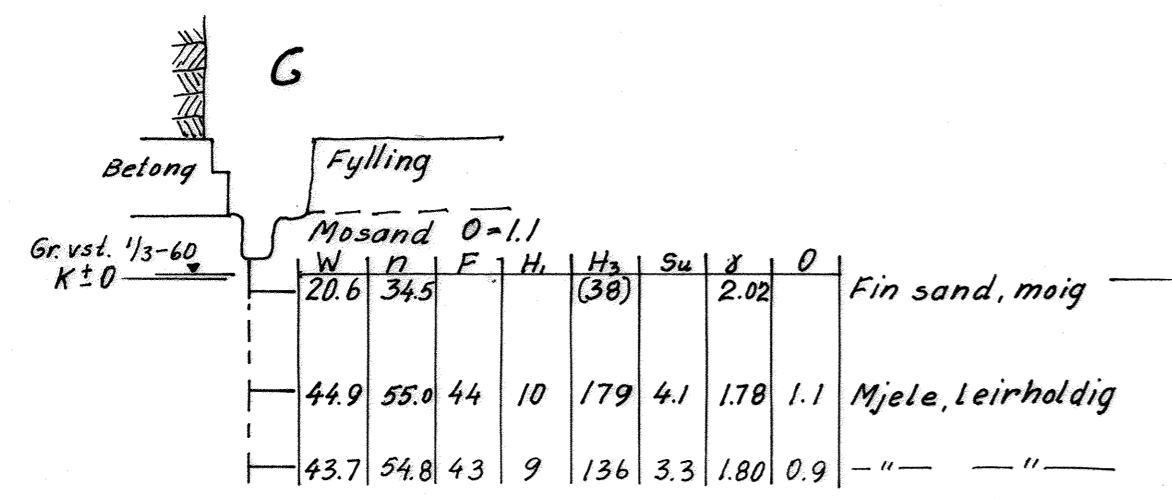 G
Betong Fylling
Mosand O=1.1
Gr. vst. 1/3-60
K±0
W n F H₁ H₃ Su γ O
20.6 34.5 (38) 2.02 Fin sand, moig
44.9 55.0 44 10 179 4.1 1.78 1.1 Mjele, leirholdig
43.7 54.8 43 9 136 3.3 1.80 0.9 —"— —"—